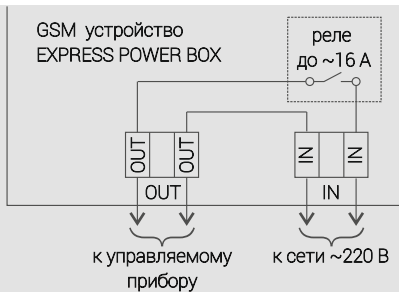 GSM устройство
EXPRESS POWER BOX
реле
до ~16 А
OUT OUT IN IN
OUT IN
к управляемому
прибору
к сети ~220 В